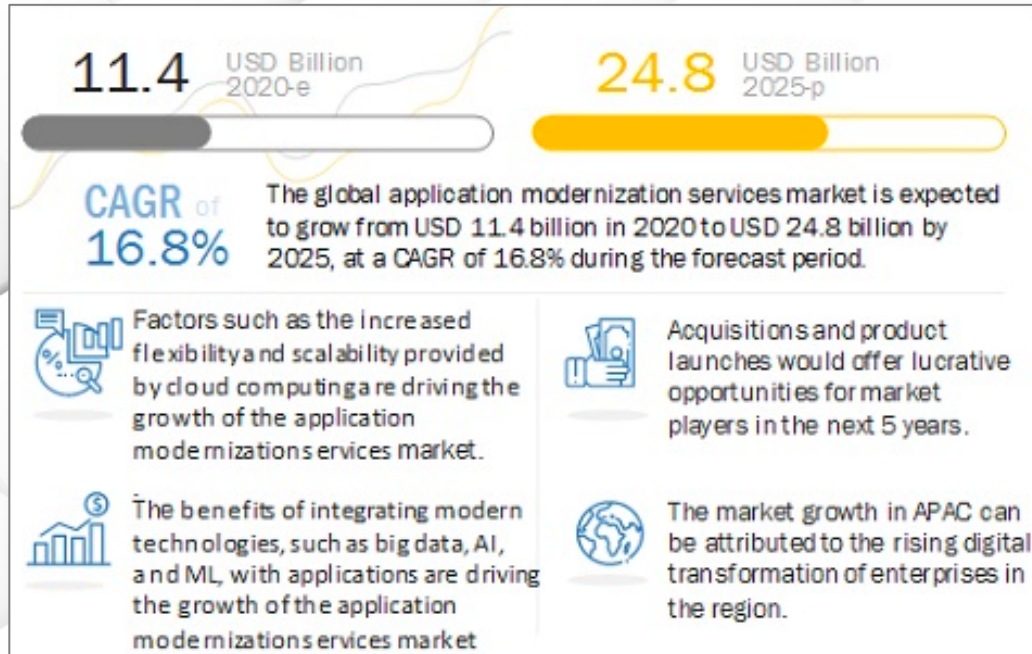 11.4 USD Billion
2020-e
24.8 USD Billion
2025-p
CAGR of
16.8%
The global application modernization services market is expected
to grow from USD 11.4 billion in 2020 to USD 24.8 billion by
2025, at a CAGR of 16.8% during the forecast period.
Factors such as the increased
flexibility and scalability provided
by cloud computing are driving the
growth of the application
modernization services market.
Acquisitions and product
launches would offer lucrative
opportunities for market
players in the next 5 years.
The benefits of integrating modern
technologies, such as big data, AI,
and ML, with applications are driving
the growth of the application
modernization services market
The market growth in APAC can
be attributed to the rising digital
transformation of enterprises in
the region.